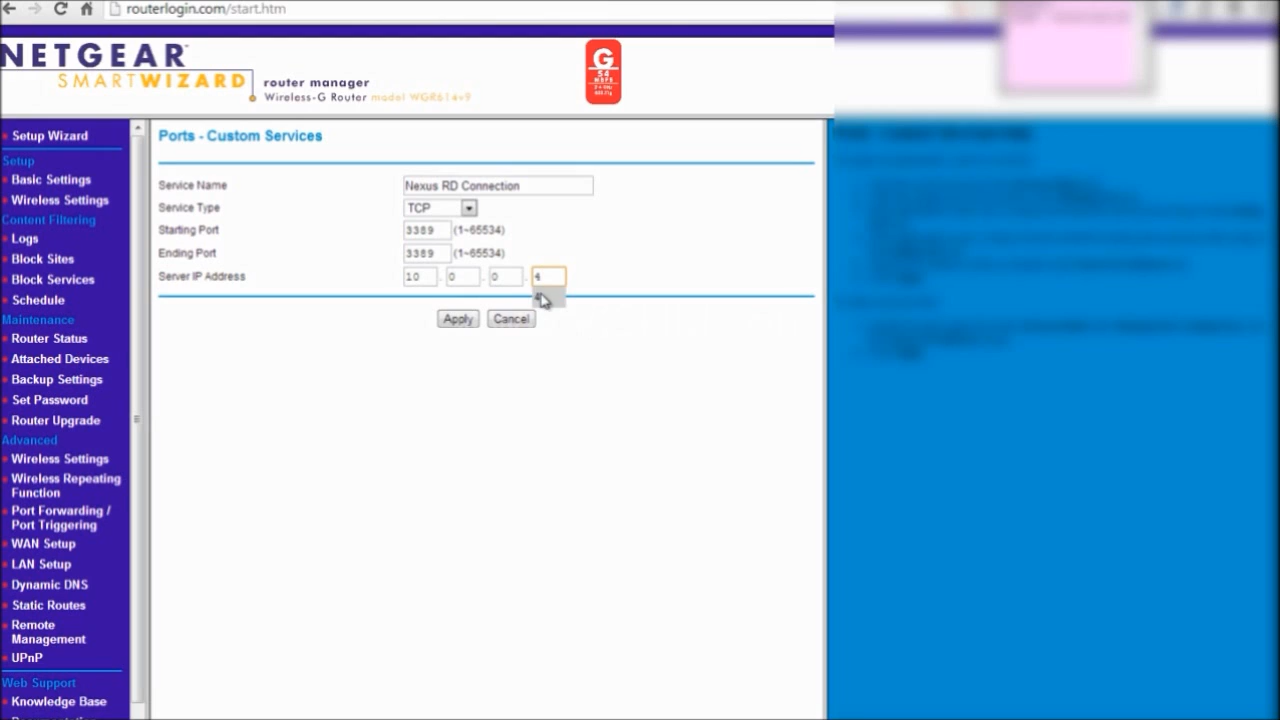 routerlogin.com/start.htm
NETGEAR
SMARTWIZARD
router manager
Wireless-G Router model WGR614v9
G
54
Setup Wizard
Setup
Basic Settings
Wireless Settings
Content Filtering
Logs
Block Sites
Block Services
Schedule
Maintenance
Router Status
Attached Devices
Backup Settings
Set Password
Router Upgrade
Advanced
Wireless Settings
Wireless Repeating
Function
Port Forwarding /
Port Triggering
WAN Setup
LAN Setup
Dynamic DNS
Static Routes
Remote
Management
UPnP
Web Support
Knowledge Base
Documentation
Ports - Custom Services
Service Name Nexus RD Connection
Service Type TCP
Starting Port 3389 (1~65534)
Ending Port 3389 (1~65534)
Server IP Address 10 . 0 . 0 . 4
Apply Cancel